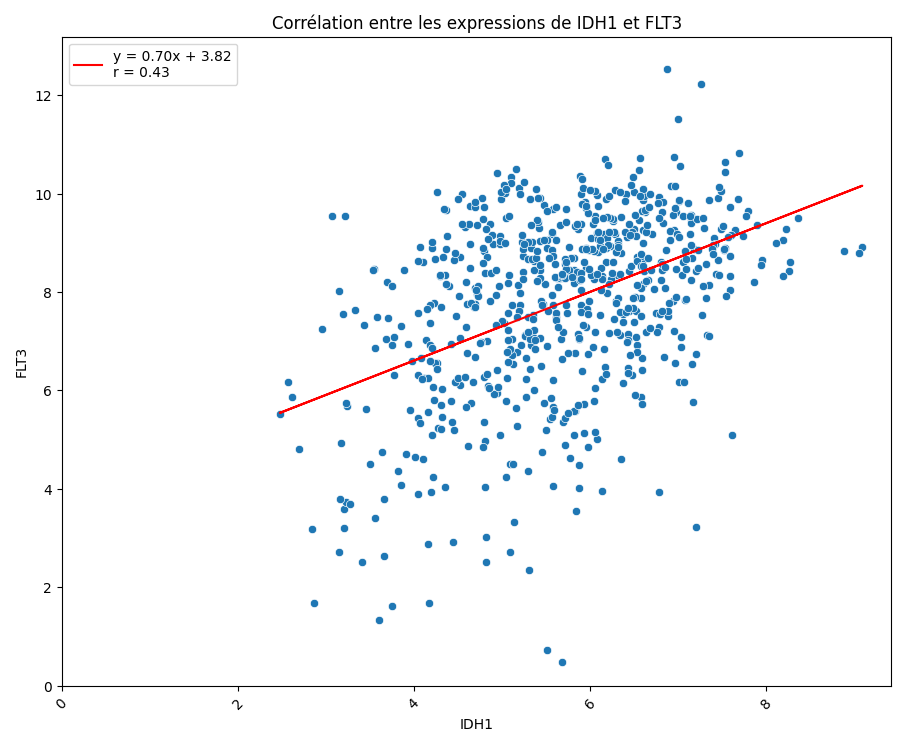 Corrélation entre les expressions de IDH1 et FLT3
y = 0.70x + 3.82
r = 0.43
12
10
8
6
4
2
0
FLT3
0 2 4 6 8
IDH1